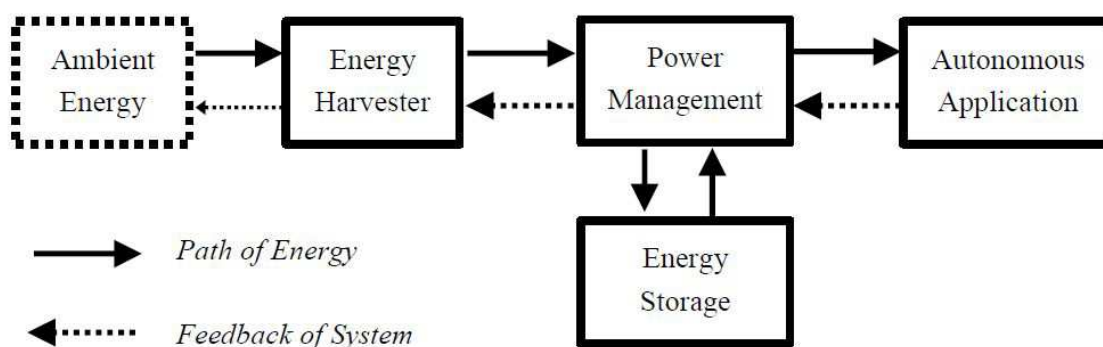 Ambient
Energy
Energy
Harvester
Power
Management
Autonomous
Application
Energy
Storage
Path of Energy
Feedback of System